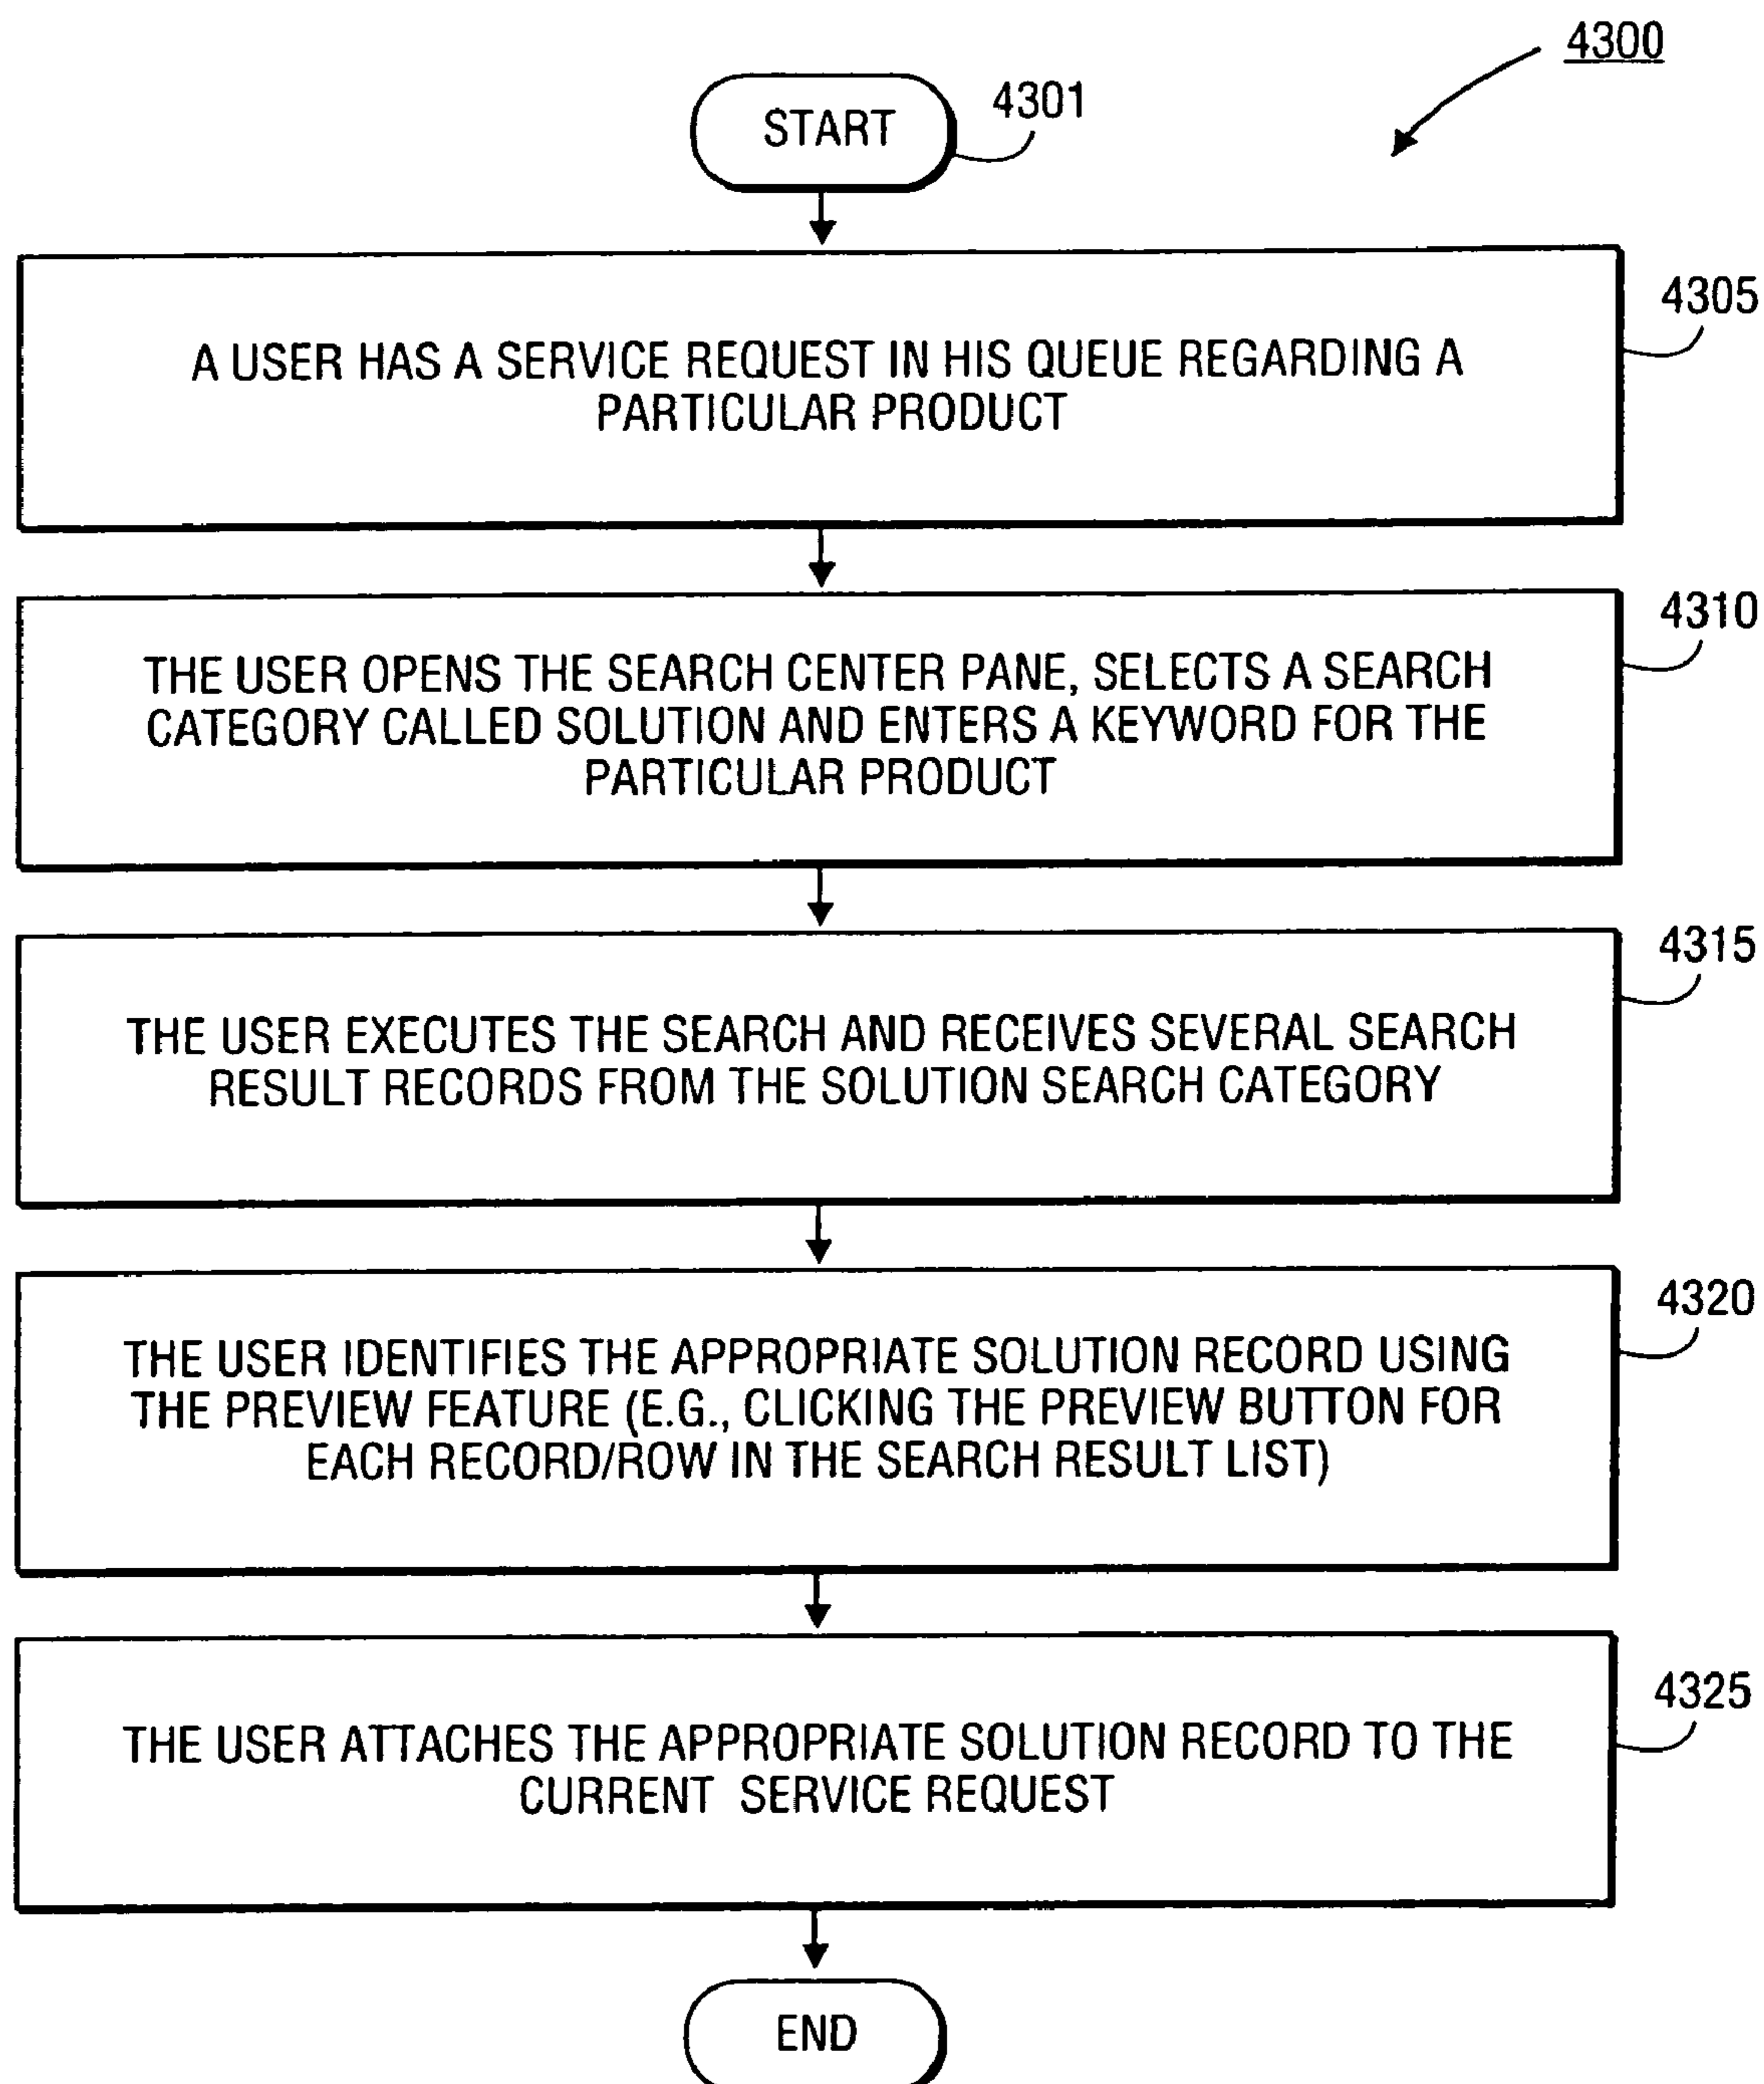 4300
START
4301
4305
A USER HAS A SERVICE REQUEST IN HIS QUEUE REGARDING A
PARTICULAR PRODUCT
4310
THE USER OPENS THE SEARCH CENTER PANE, SELECTS A SEARCH
CATEGORY CALLED SOLUTION AND ENTERS A KEYWORD FOR THE
PARTICULAR PRODUCT
4315
THE USER EXECUTES THE SEARCH AND RECEIVES SEVERAL SEARCH
RESULT RECORDS FROM THE SOLUTION SEARCH CATEGORY
4320
THE USER IDENTIFIES THE APPROPRIATE SOLUTION RECORD USING
THE PREVIEW FEATURE (E.G., CLICKING THE PREVIEW BUTTON FOR
EACH RECORD/ROW IN THE SEARCH RESULT LIST)
4325
THE USER ATTACHES THE APPROPRIATE SOLUTION RECORD TO THE
CURRENT SERVICE REQUEST
END